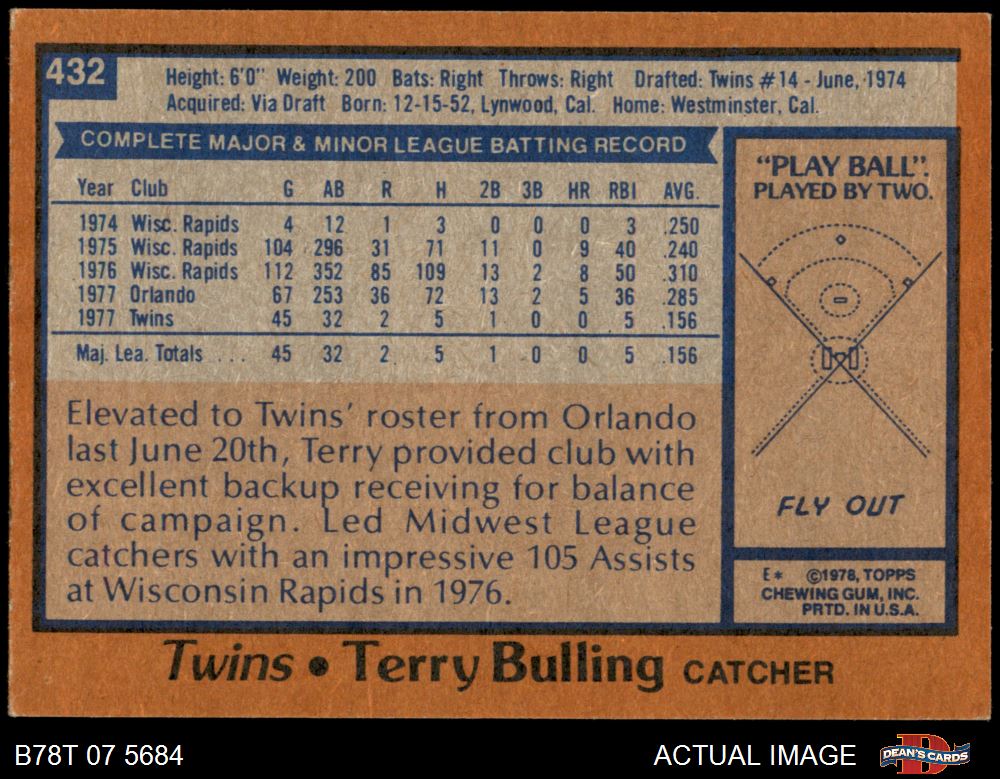 432
Height: 6'0" Weight: 200 Bats: Right Throws: Right Drafted: Twins #14 - June, 1974
Acquired: Via Draft Born: 12-15-52, Lynwood, Cal. Home: Westminster, Cal.
COMPLETE MAJOR & MINOR LEAGUE BATTING RECORD
Year Club G AB R H 2B 3B HR RBI AVG.
1974 Wisc. Rapids 4 12 1 3 0 0 0 3 .250
1975 Wisc. Rapids 104 296 31 71 11 0 9 40 .240
1976 Wisc. Rapids 112 352 85 109 13 2 8 50 .310
1977 Orlando 67 253 36 72 13 2 5 36 .285
1977 Twins 45 32 2 5 1 0 0 5 .156
Maj. Lea. Totals ... 45 32 2 5 1 0 0 5 .156
Elevated to Twins' roster from Orlando
last June 20th, Terry provided club with
excellent backup receiving for balance
of campaign. Led Midwest League
catchers with an impressive 105 Assists
at Wisconsin Rapids in 1976.
"PLAY BALL".
PLAYED BY TWO.
FLY OUT
E* ©1978, TOPPS
CHEWING GUM, INC.
PRTD. IN U.S.A.
Twins • Terry Bulling CATCHER
B78T 07 5684
ACTUAL IMAGE
D
DEAN'S CARDS